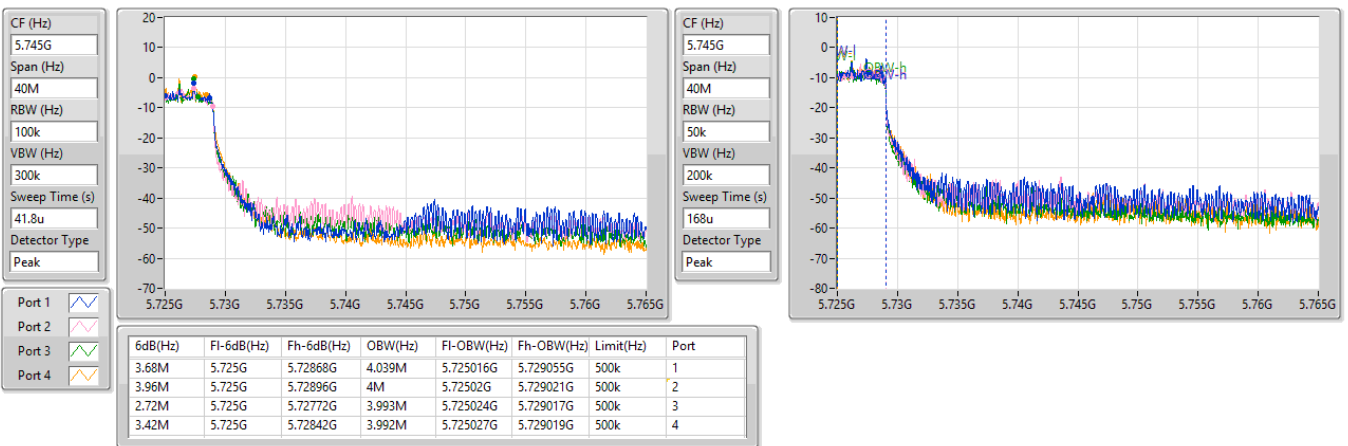 CF (Hz)
5.745G
Span (Hz)
40M
RBW (Hz)
100k
VBW (Hz)
300k
Sweep Time (s)
41.8u
Detector Type
Peak
20
10
0
-10
-20
-30
-40
-50
-60
-70
5.725G 5.73G 5.735G 5.74G 5.745G 5.75G 5.755G 5.76G 5.765G
CF (Hz)
5.745G
Span (Hz)
40M
RBW (Hz)
50k
VBW (Hz)
200k
Sweep Time (s)
168u
Detector Type
Peak
10
0
-10
-20
-30
-40
-50
-60
-70
-80
5.725G 5.73G 5.735G 5.74G 5.745G 5.75G 5.755G 5.76G 5.765G
Port 1
Port 2
Port 3
Port 4
6dB(Hz) Fl-6dB(Hz) Fh-6dB(Hz) OBW(Hz) Fl-OBW(Hz) Fh-OBW(Hz) Limit(Hz) Port
3.68M 5.725G 5.72868G 4.039M 5.725016G 5.729055G 500k 1
3.96M 5.725G 5.72896G 4M 5.72502G 5.729021G 500k 2
2.72M 5.725G 5.72772G 3.993M 5.725024G 5.729017G 500k 3
3.42M 5.725G 5.72842G 3.992M 5.725027G 5.729019G 500k 4